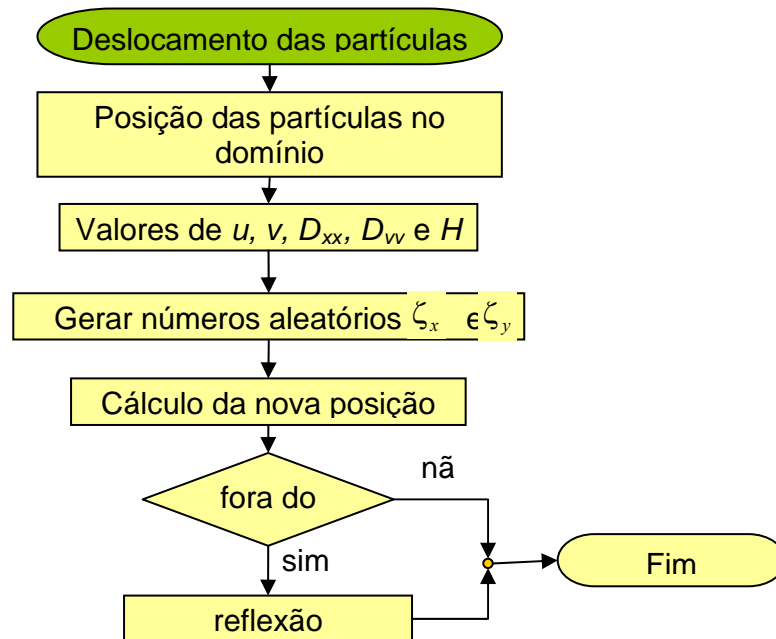 Deslocamento das partículas
Posição das partículas no
domínio
Valores de u, v, Dxx, Dvv e H
Gerar números aleatórios ζx e ζy
Cálculo da nova posição
nã
fora do
sim
Fim
reflexão